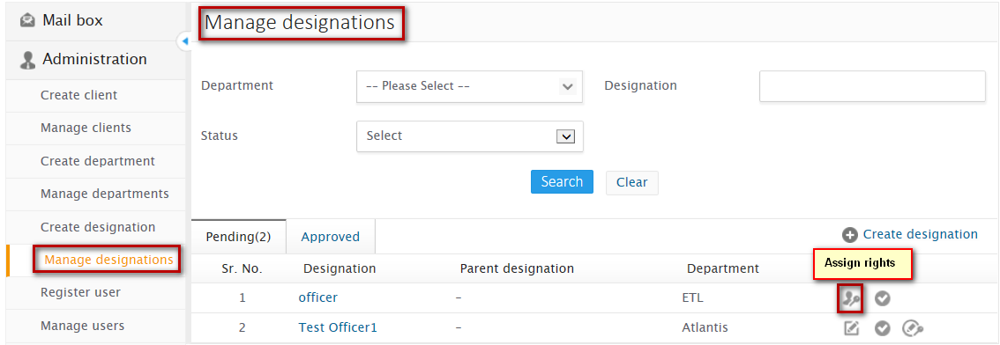 Mail box
Administration
Create client
Manage clients
Create department
Manage departments
Create designation
Manage designations
Register user
Manage users
Manage designations
Department
-- Please Select --
Designation
Status
Select
Search
Clear
Pending(2)
Approved
Create designation
Assign rights
Sr. No.
Designation
Parent designation
Department
1
officer
-
ETL
2
Test Officer1
-
Atlantis